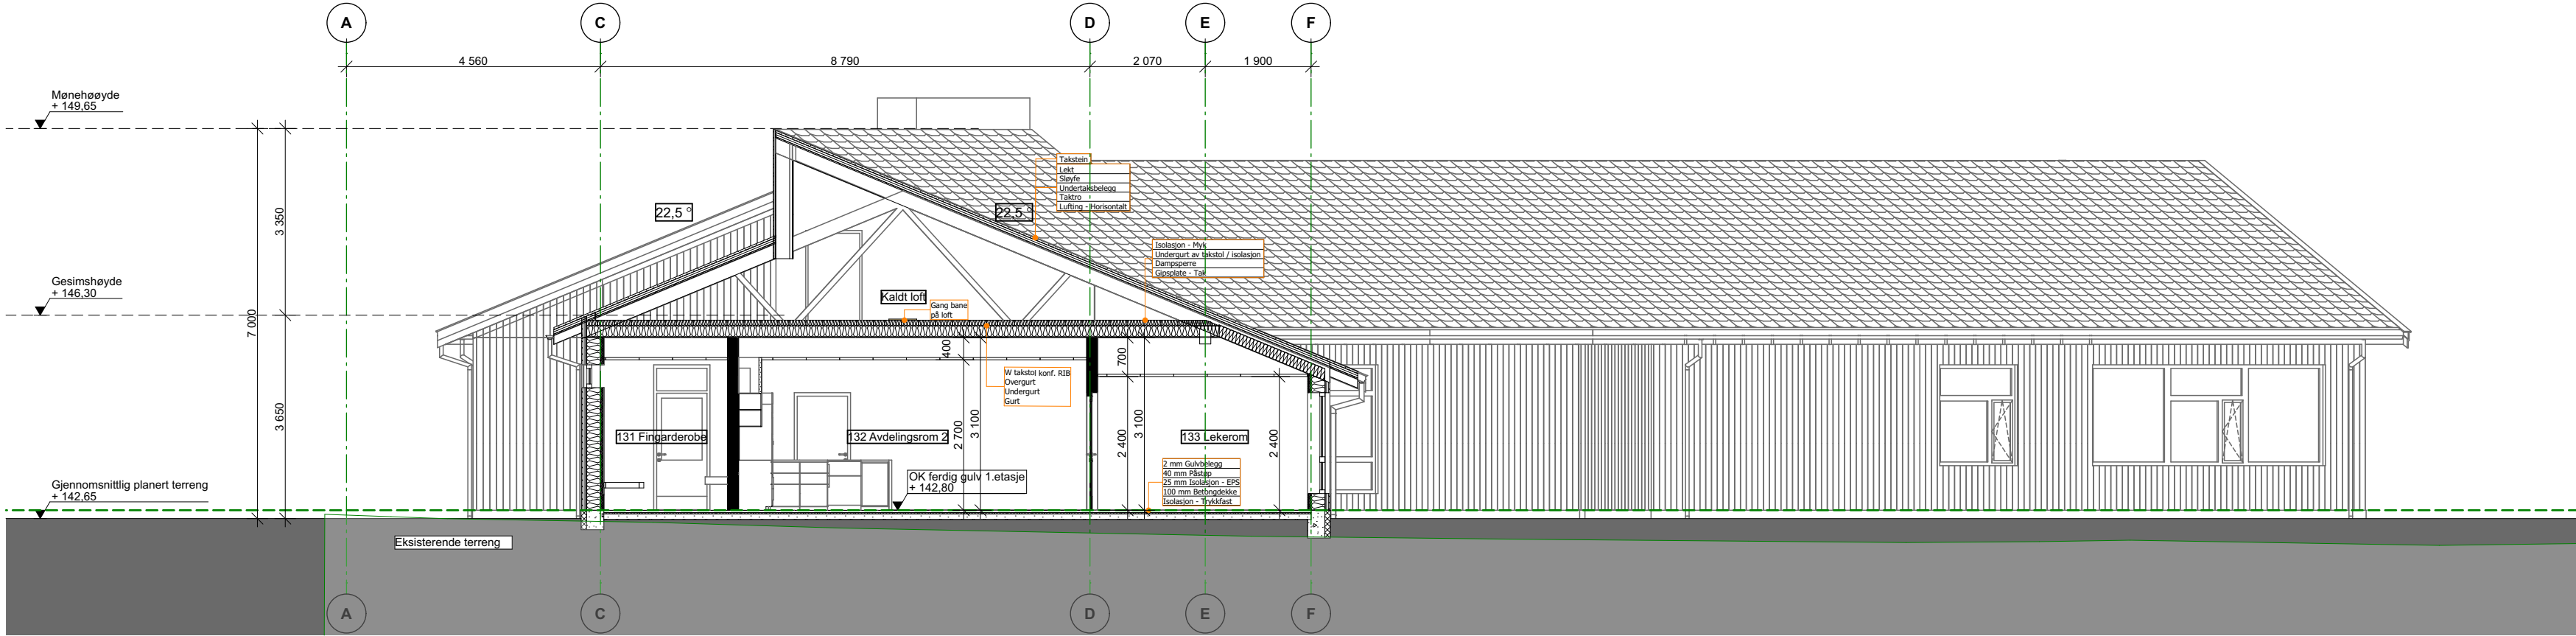 A C D E F
4 560 8 790 2 070 1 900
Mønehøøyde
+ 149,65
Takstein
Lekt
Sløyfe
Undertaksbelegg
Taktro
Lufting - Horisontalt
22,5 ° 22,5 °
3 350
Isolasjon - Myk
Undergurt av takstol / isolasjon
Dampsperre
Gipsplate - Tak
Gesimshøyde
+ 146,30
Kaldt loft
Gang bane
på loft
7 000
400
700
W takstol konf. RIB
Overgurt
Undergurt
Gurt
3 650
2 700
3 100
2 400
3 100
2 400
131 Fingarderobe 132 Avdelingsrom 2 133 Lekerom
2 mm Gulvbelegg
40 mm Påstøp
25 mm Isolasjon - EPS
100 mm Betongdekke
Isolasjon - Trykkfast
OK ferdig gulv 1.etasje
+ 142,80
Gjennomsnittlig planert terreng
+ 142,65
Eksisterende terreng
A C D E F